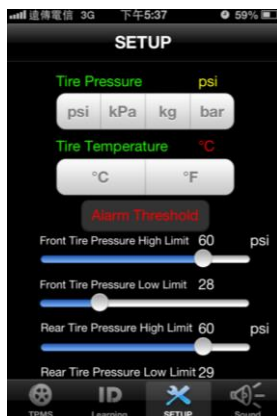 遠傳電信 3G 下午5:37 59%
SETUP
Tire Pressure psi
psi kPa kg bar
Tire Temperature °C
°C °F
Alarm Threshold
Front Tire Pressure High Limit 60 psi
Front Tire Pressure Low Limit 28
Rear Tire Pressure High Limit 60 psi
Rear Tire Pressure Low Limit 29
ID
TPMS Learning SETUP Sound